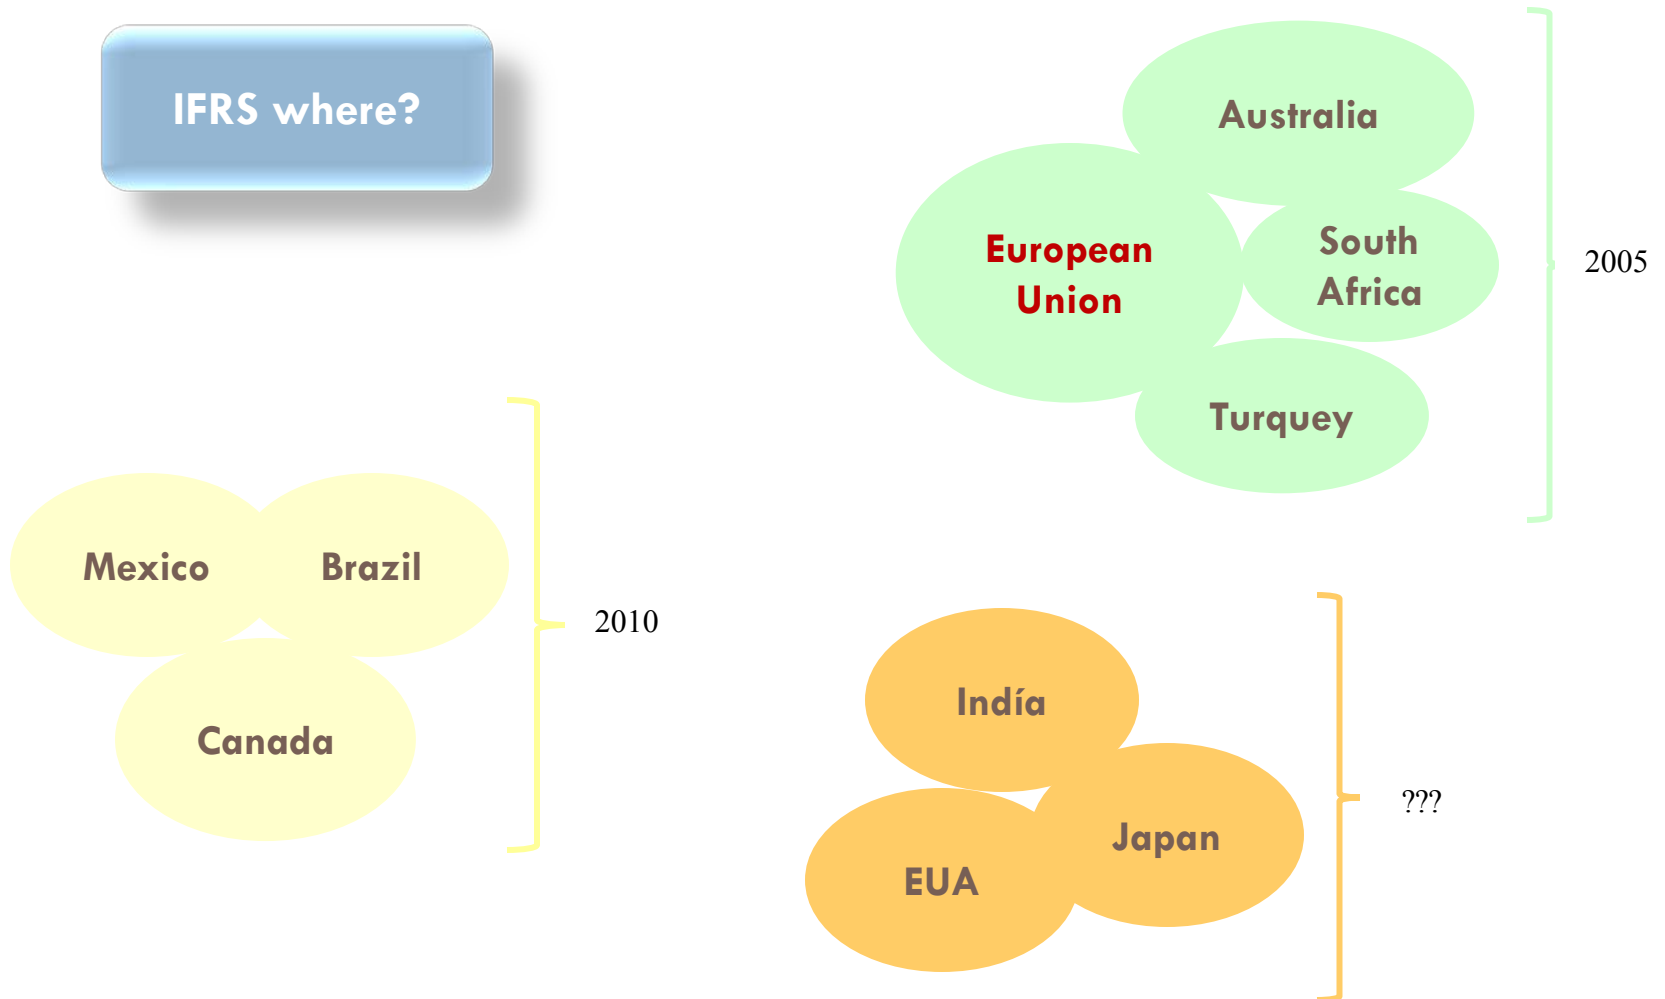 IFRS where?
Australia
European
Union
South
Africa
2005
Turquey
Mexico
Brazil
2010
Canada
Indía
Japan
EUA
???